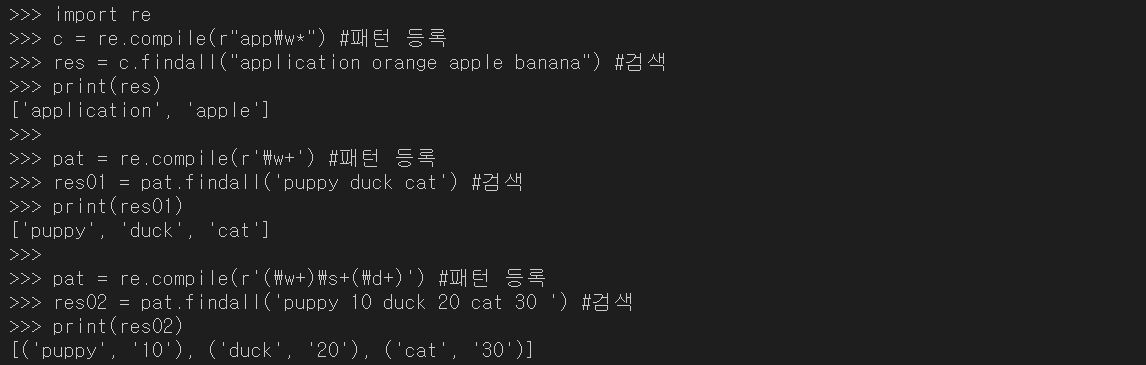 >>> import re
>>> c = re.compile(r"app₩w*") #패턴 등록
>>> res = c.findall("application orange apple banana") #검색
>>> print(res)
['application', 'apple']
>>>
>>> pat = re.compile(r'₩w+') #패턴 등록
>>> res01 = pat.findall('puppy duck cat') #검색
>>> print(res01)
['puppy', 'duck', 'cat']
>>>
>>> pat = re.compile(r'(₩w+)₩s+(₩d+)') #패턴 등록
>>> res02 = pat.findall('puppy 10 duck 20 cat 30 ') #검색
>>> print(res02)
[('puppy', '10'), ('duck', '20'), ('cat', '30')]